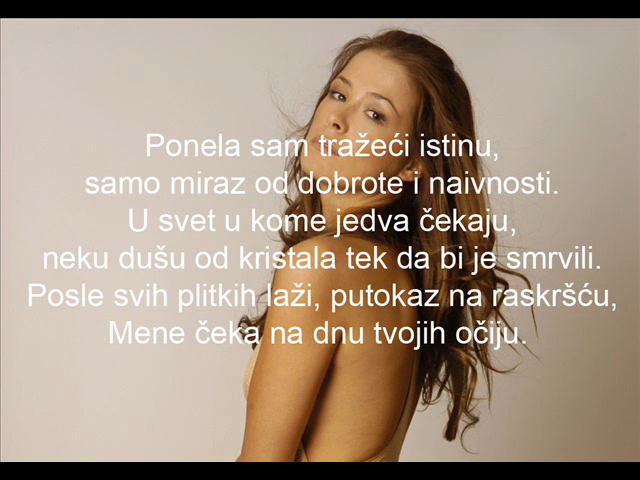 Ponela sam tražeći istinu,
samo miraz od dobrote i naivnosti.
U svet u kome jedva čekaju,
neku dušu od kristala tek da bi je smrvili.
Posle svih plitkih laži, putokaz na raskršću,
Mene čeka na dnu tvojih očiju.